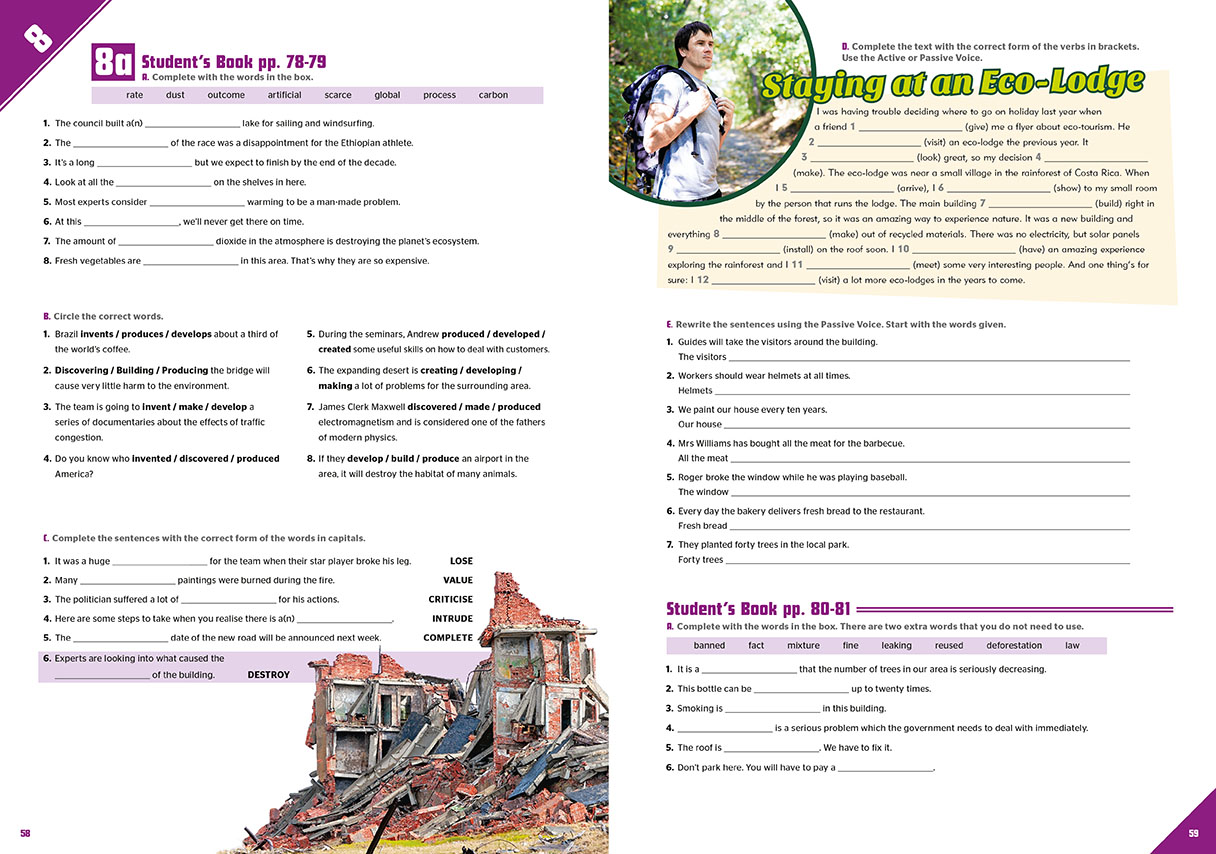 8
8a Student's Book pp. 78-79
A. Complete with the words in the box.
rate dust outcome artificial scarce global process carbon
1. The council built a(n) ____________________ lake for sailing and windsurfing.
2. The ____________________ of the race was a disappointment for the Ethiopian athlete.
3. It's a long ____________________ but we expect to finish by the end of the decade.
4. Look at all the ____________________ on the shelves in here.
5. Most experts consider ____________________ warming to be a man-made problem.
6. At this ____________________, we'll never get there on time.
7. The amount of ____________________ dioxide in the atmosphere is destroying the planet's ecosystem.
8. Fresh vegetables are ____________________ in this area. That's why they are so expensive.
B. Circle the correct words.
1. Brazil invents / produces / develops about a third of
the world's coffee.
2. Discovering / Building / Producing the bridge will
cause very little harm to the environment.
3. The team is going to invent / make / develop a
series of documentaries about the effects of traffic
congestion.
4. Do you know who invented / discovered / produced
America?
5. During the seminars, Andrew produced / developed /
created some useful skills on how to deal with customers.
6. The expanding desert is creating / developing /
making a lot of problems for the surrounding area.
7. James Clerk Maxwell discovered / made / produced
electromagnetism and is considered one of the fathers
of modern physics.
8. If they develop / build / produce an airport in the
area, it will destroy the habitat of many animals.
C. Complete the sentences with the correct form of the words in capitals.
1. It was a huge ____________________ for the team when their star player broke his leg. LOSE
2. Many ____________________ paintings were burned during the fire. VALUE
3. The politician suffered a lot of ____________________ for his actions. CRITICISE
4. Here are some steps to take when you realise there is a(n) ____________________. INTRUDE
5. The ____________________ date of the new road will be announced next week. COMPLETE
6. Experts are looking into what caused the
____________________ of the building. DESTROY
58
D. Complete the text with the correct form of the verbs in brackets.
Use the Active or Passive Voice.
Staying at an Eco-Lodge
I was having trouble deciding where to go on holiday last year when
a friend 1 ____________________ (give) me a flyer about eco-tourism. He
2 ____________________ (visit) an eco-lodge the previous year. It
3 ____________________ (look) great, so my decision 4 ____________________
(make). The eco-lodge was near a small village in the rainforest of Costa Rica. When
I 5 ____________________ (arrive), I 6 ____________________ (show) to my small room
by the person that runs the lodge. The main building 7 ____________________ (build) right in
the middle of the forest, so it was an amazing way to experience nature. It was a new building and
everything 8 ____________________ (make) out of recycled materials. There was no electricity, but solar panels
9 ____________________ (install) on the roof soon. I 10 ____________________ (have) an amazing experience
exploring the rainforest and I 11 ____________________ (meet) some very interesting people. And one thing's for
sure: I 12 ____________________ (visit) a lot more eco-lodges in the years to come.
E. Rewrite the sentences using the Passive Voice. Start with the words given.
1. Guides will take the visitors around the building.
The visitors ____________________
2. Workers should wear helmets at all times.
Helmets ____________________
3. We paint our house every ten years.
Our house ____________________
4. Mrs Williams has bought all the meat for the barbecue.
All the meat ____________________
5. Roger broke the window while he was playing baseball.
The window ____________________
6. Every day the bakery delivers fresh bread to the restaurant.
Fresh bread ____________________
7. They planted forty trees in the local park.
Forty trees ____________________
Student's Book pp. 80-81
A. Complete with the words in the box. There are two extra words that you do not need to use.
banned fact mixture fine leaking reused deforestation law
1. It is a ____________________ that the number of trees in our area is seriously decreasing.
2. This bottle can be ____________________ up to twenty times.
3. Smoking is ____________________ in this building.
4. ____________________ is a serious problem which the government needs to deal with immediately.
5. The roof is ____________________. We have to fix it.
6. Don't park here. You will have to pay a ____________________.
59